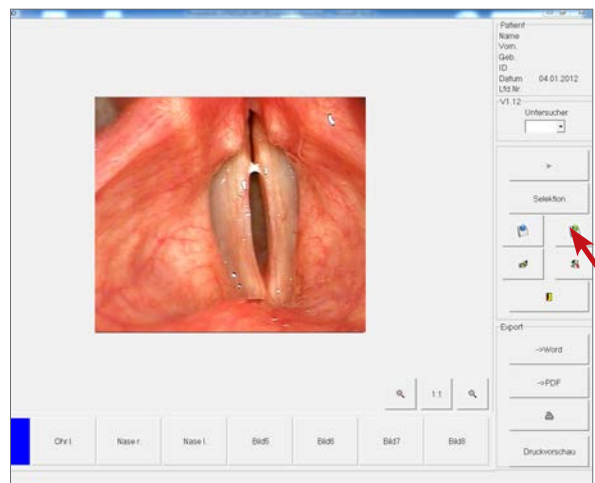 Patient
Name
Vorn.
Geb.
ID
Datum 04.01.2012
Lfd.Nr.
V1.12
Untersucher
>
Selektion
Export
->Word
->PDF
1:1
Ohr l.
Nase r.
Nase l.
Bild5
Bild6
Bild7
Bild8
Druckvorschau